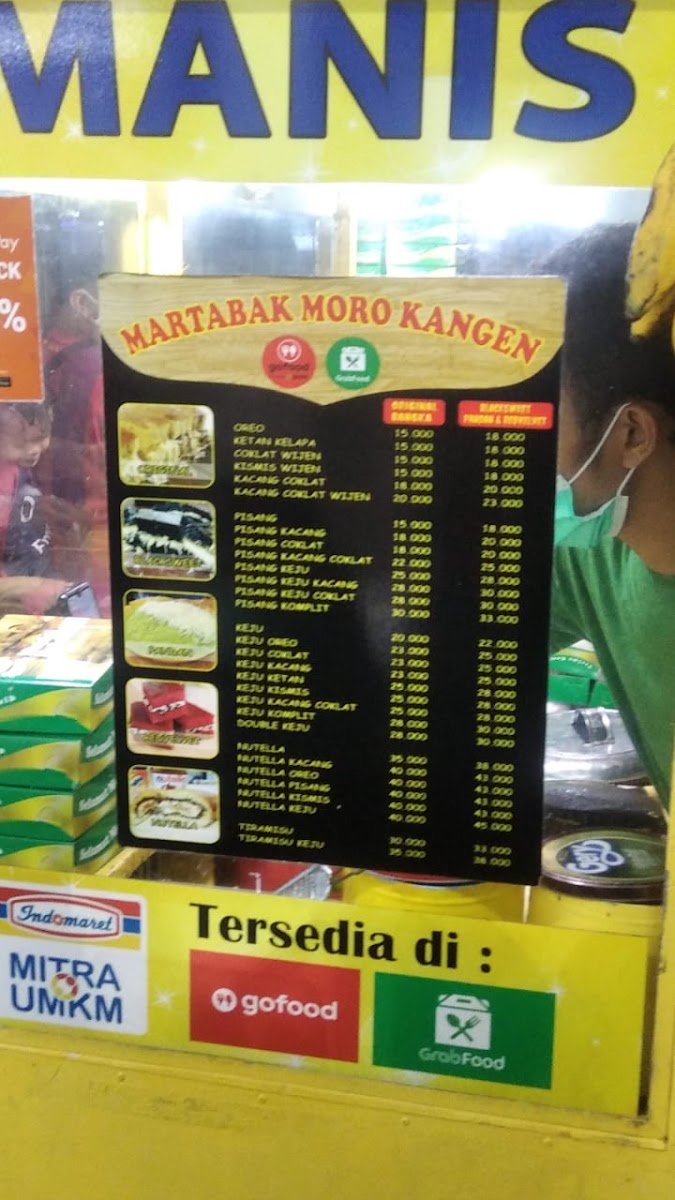 MANIS
ay
CK
%
MARTABAK MORO KANGEN
gofood
GrabFood
ORIGINAL BANGKA
BLACKSWEET PANDAN & REDVELVET
OREO 15.000 18.000
KETAN KELAPA 15.000 18.000
COKLAT WIJEN 15.000 18.000
KISMIS WIJEN 15.000 18.000
KACANG COKLAT 18.000 20.000
KACANG COKLAT WIJEN 20.000 23.000
PISANG 15.000 18.000
PISANG KACANG 18.000 20.000
PISANG COKLAT 18.000 20.000
PISANG KACANG COKLAT 22.000 25.000
PISANG KEJU 25.000 28.000
PISANG KEJU KACANG 28.000 30.000
PISANG KEJU COKLAT 28.000 30.000
PISANG KOMPLIT 30.000 33.000
KEJU 20.000 22.000
KEJU OREO 23.000 25.000
KEJU COKLAT 23.000 25.000
KEJU KACANG 23.000 25.000
KEJU KETAN 25.000 28.000
KEJU KISMIS 25.000 28.000
KEJU KACANG COKLAT 25.000 28.000
KEJU KOMPLIT 28.000 30.000
DOUBLE KEJU 28.000 30.000
NUTELLA 35.000 38.000
NUTELLA KACANG 40.000 43.000
NUTELLA OREO 40.000 43.000
NUTELLA PISANG 40.000 43.000
NUTELLA KISMIS 40.000 43.000
NUTELLA KEJU 40.000 45.000
TIRAMISU 30.000 33.000
TIRAMISU KEJU 35.000 38.000
ORIGINAL
BLACKSWEET
PANDAN
REDVELVET
NUTELLA
Indomaret
MITRA
UMKM
Tersedia di :
gofood
GrabFood